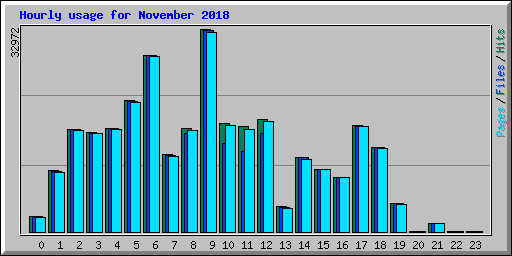 Hourly usage for November 2018
32972
Pages/Files/Hits
0 1 2 3 4 5 6 7 8 9 10 11 12 13 14 15 16 17 18 19 20 21 22 23